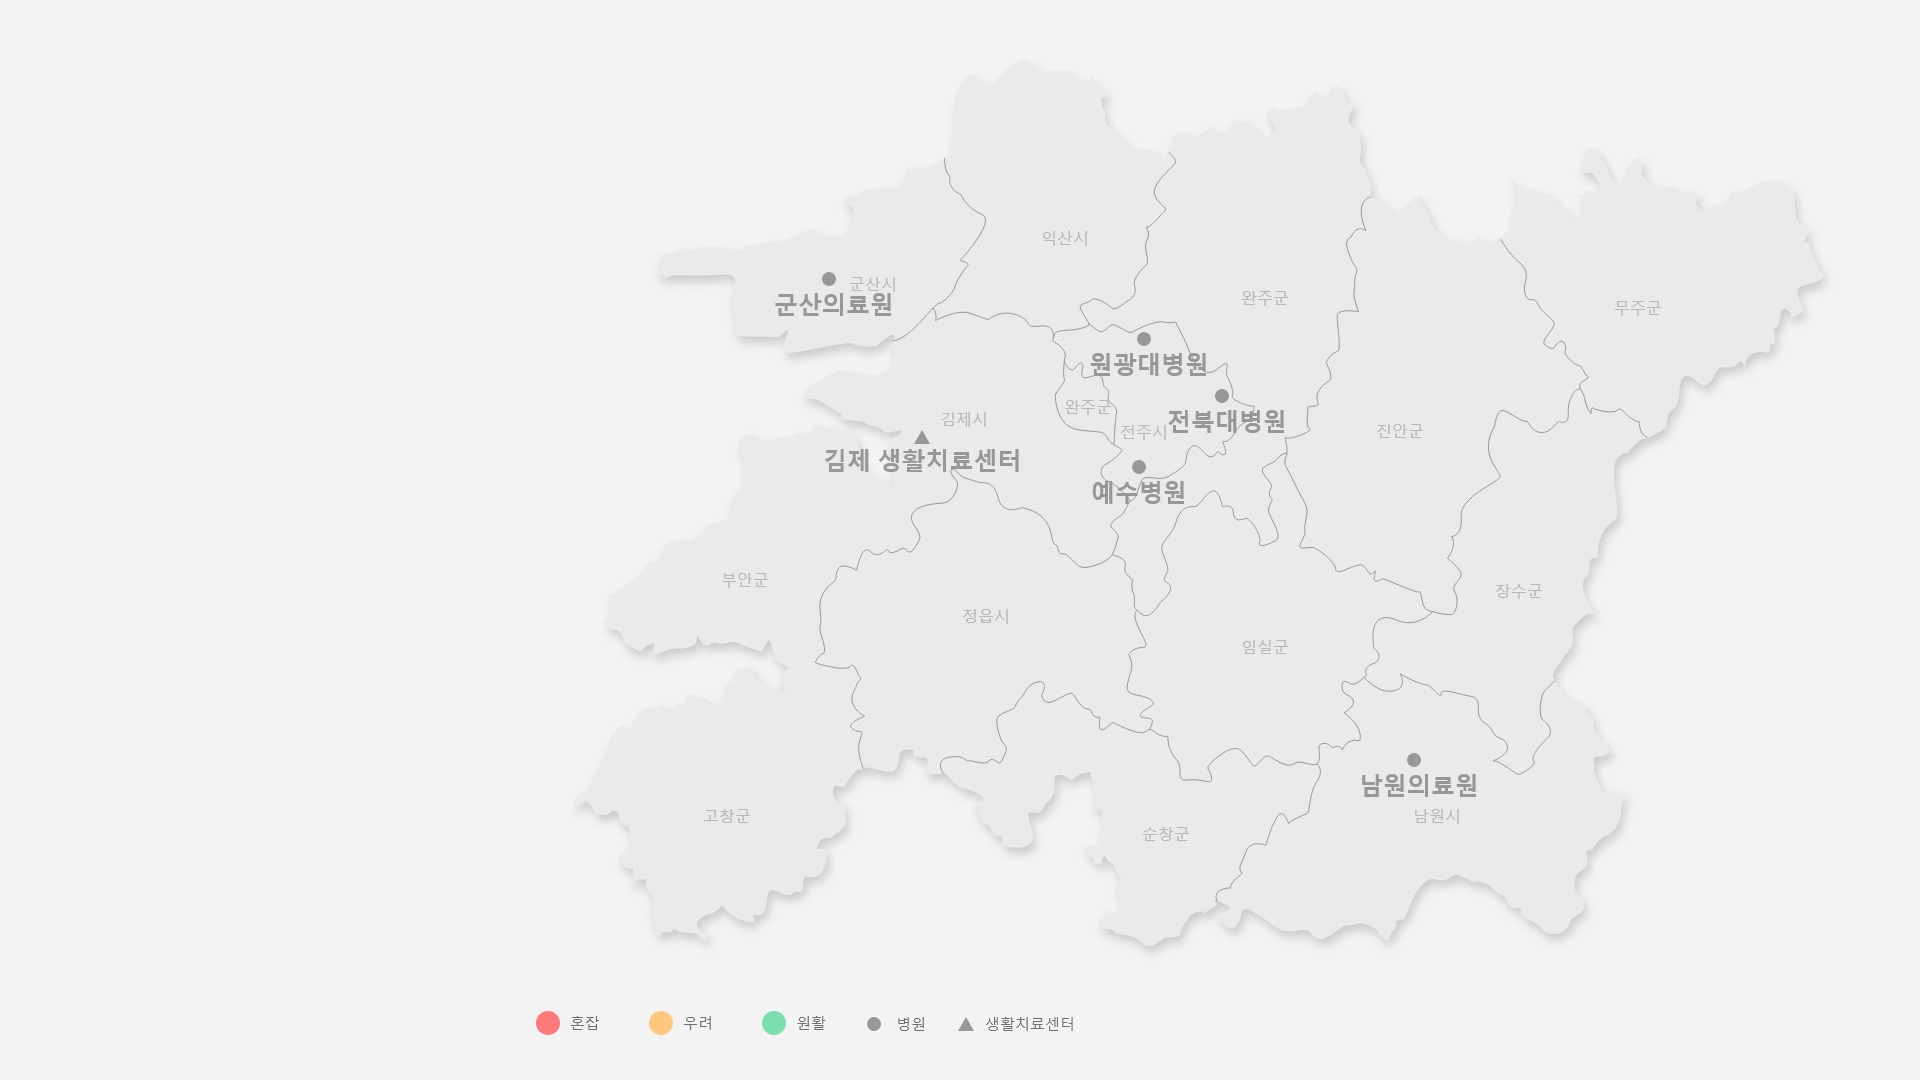 익산시
군산시
군산의료원
완주군
무주군
원광대병원
완주군
김제시
전주시
전북대병원
진안군
김제 생활치료센터
예수병원
부안군
정읍시
장수군
임실군
남원의료원
남원시
고창군
순창군
혼잡
우려
원활
병원
생활치료센터